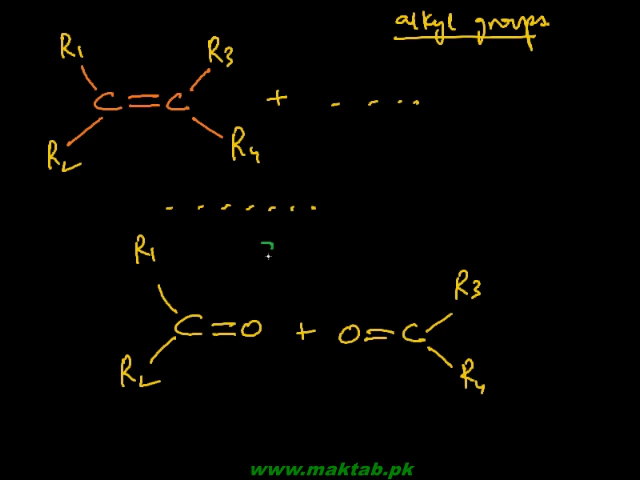 alkyl groups
R1 R3
C = C + - - - -
R2 R4
- - - - - - -
R1
R3
C = O + O = C
R2 R4
www.maktab.pk